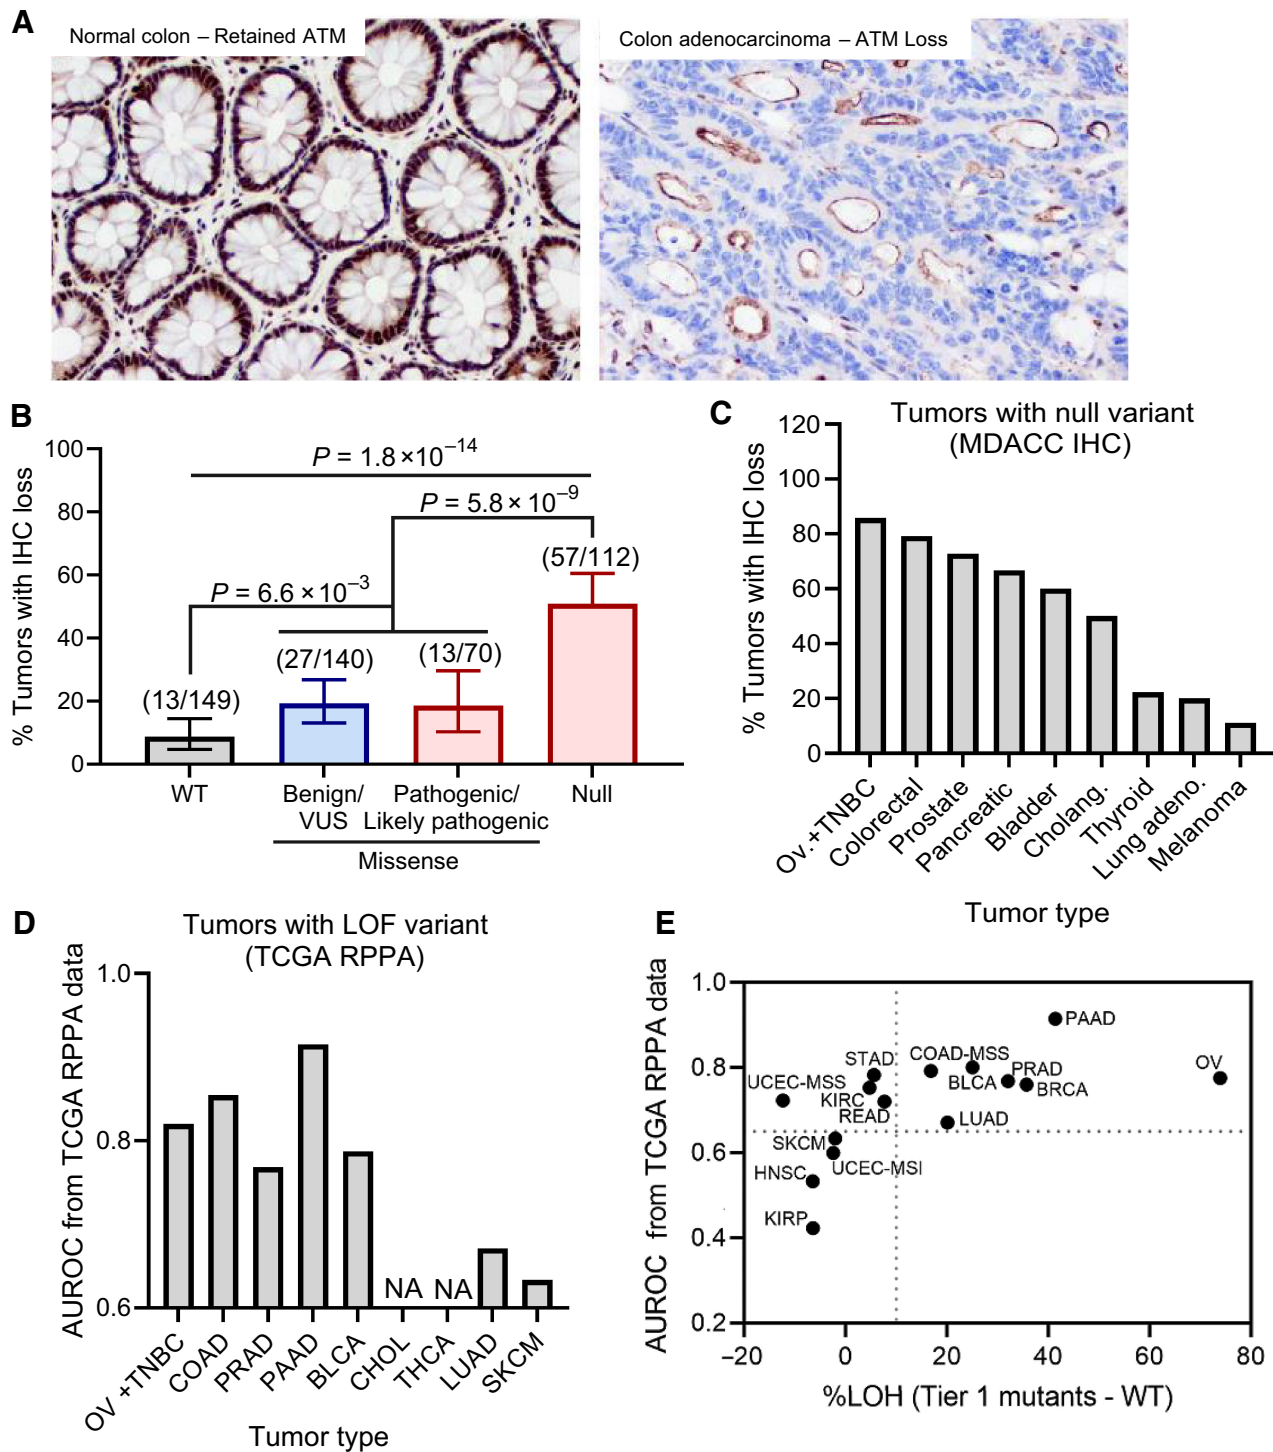 A
Normal colon – Retained ATM
Colon adenocarcinoma – ATM Loss
B
% Tumors with IHC loss
100
80
60
40
20
0
P = 1.8 ×10–14
P = 5.8 × 10–9
P = 6.6 ×10–3
(57/112)
(27/140)
(13/70)
(13/149)
WT
Benign/
VUS
Pathogenic/
Likely pathogenic
Null
Missense
C
Tumors with null variant
(MDACC IHC)
% Tumors with IHC loss
120
100
80
60
40
20
0
Ov.+TNBC
Colorectal
Prostate
Pancreatic
Bladder
Cholang.
Thyroid
Lung adeno.
Melanoma
Tumor type
D
Tumors with LOF variant
(TCGA RPPA)
AUROC from TCGA RPPA data
1.0
0.8
0.6
NA
NA
OV +TNBC
COAD
PRAD
PAAD
BLCA
CHOL
THCA
LUAD
SKCM
Tumor type
E
AUROC from TCGA RPPA data
1.0
0.8
0.6
0.4
0.2
PAAD
OV
STAD
COAD-MSS
PRAD
BLCA
BRCA
UCEC-MSS
KIRC
READ
LUAD
SKCM
UCEC-MSI
HNSC
KIRP
–20
0
20
40
60
80
%LOH (Tier 1 mutants - WT)